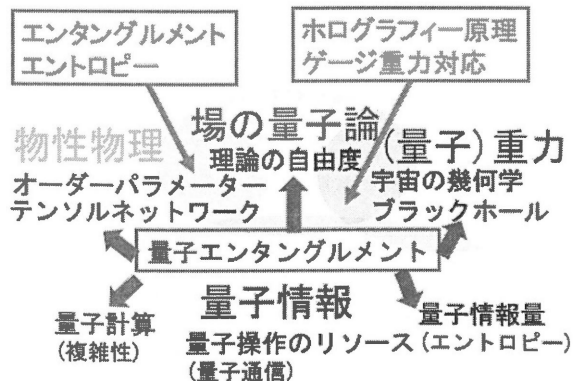 エンタングルメント
エントロピー
ホログラフィー原理
ゲージ重力対応
物性物理
オーダーパラメーター
テンソルネットワーク
場の量子論
理論の自由度
(量子)重力
宇宙の幾何学
ブラックホール
量子エンタングルメント
量子情報
量子計算
(複雑性)
量子操作のリソース
(量子通信)
量子情報量
(エントロピー)